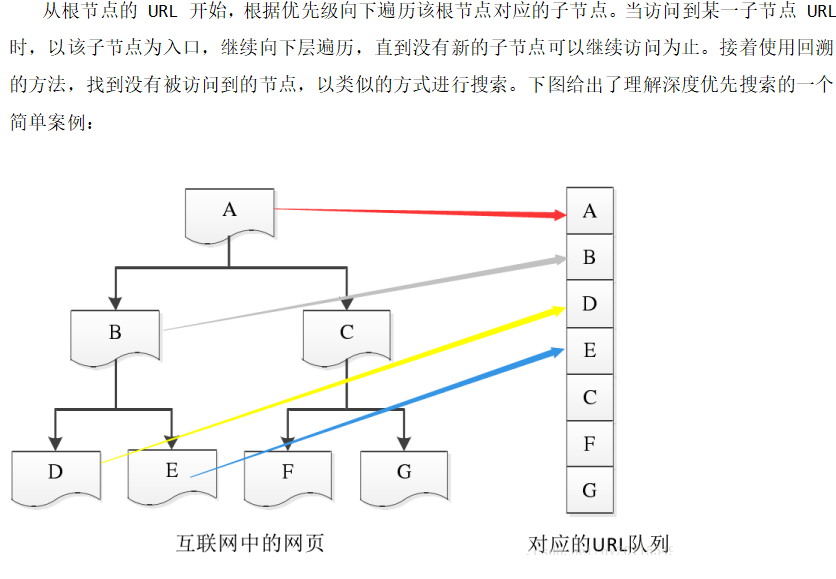 从根节点的 URL 开始，根据优先级向下遍历该根节点对应的子节点。当访问到某一子节点 URL
时，以该子节点为入口，继续向下层遍历，直到没有新的子节点可以继续访问为止。接着使用回溯
的方法，找到没有被访问到的节点，以类似的方式进行搜索。下图给出了理解深度优先搜索的一个
简单案例：
A
B
C
D
E
F
G
互联网中的网页
A
B
D
E
C
F
G
对应的URL队列